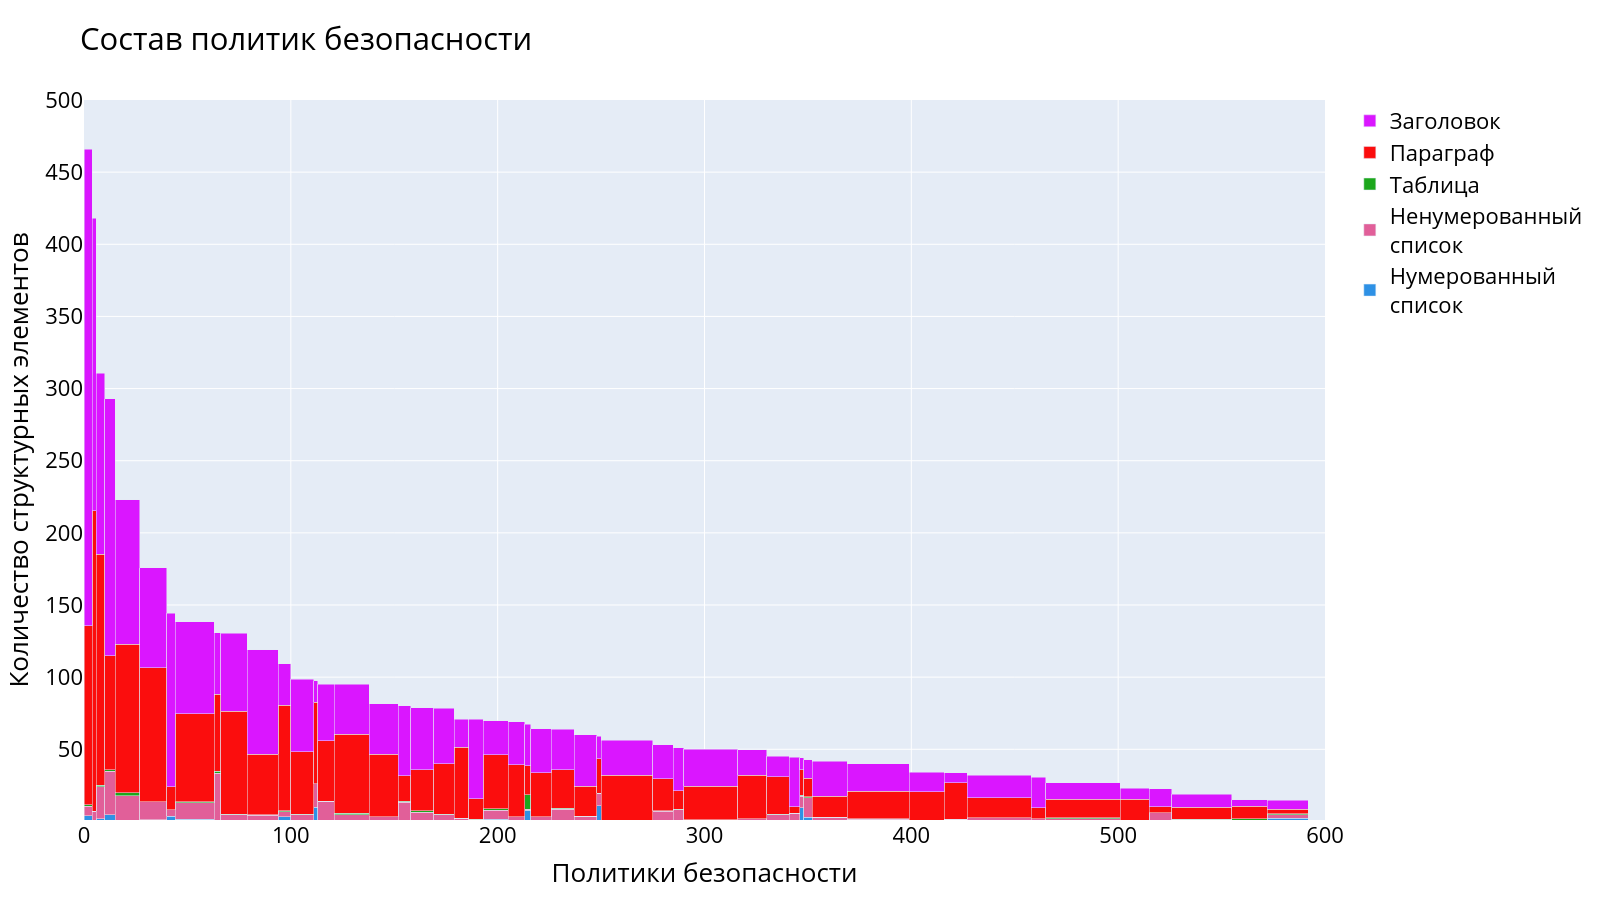 Состав политик безопасности
500
450
400
350
300
250
200
150
100
50
0
100
200
300
400
500
600
Количество структурных элементов
Политики безопасности
Заголовок
Параграф
Таблица
Ненумерованный
список
Нумерованный
список